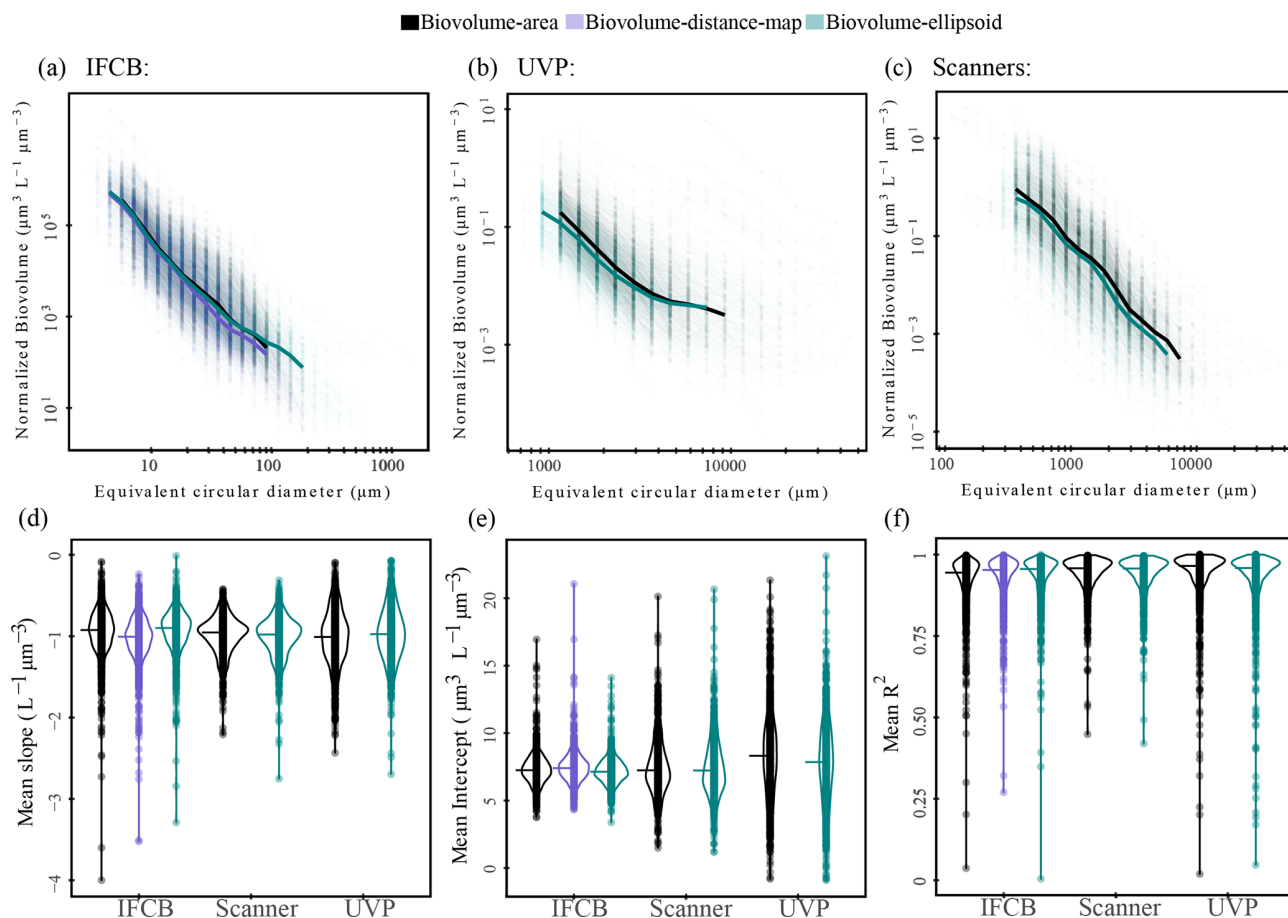 Biovolume-area Biovolume-distance-map Biovolume-ellipsoid
(a) IFCB:
(b) UVP:
(c) Scanners:
Normalized Biovolume (µm³ L⁻¹ µm⁻³)
10⁵
10³
10¹
10 100 1000
Equivalent circular diameter (µm)
Normalized Biovolume (µm³ L⁻¹ µm⁻³)
10¹
10⁻¹
10⁻³
1000 10000
Equivalent circular diameter (µm)
Normalized Biovolume (µm³ L⁻¹ µm⁻³)
10¹
10⁻¹
10⁻³
10⁻⁵
100 1000 10000
Equivalent circular diameter (µm)
(d)
Mean slope (L⁻¹ µm⁻³)
0
−1
−2
−3
−4
IFCB Scanner UVP
(e)
Mean Intercept ( µm³ L⁻¹ µm⁻³)
20
15
10
5
0
IFCB Scanner UVP
(f)
Mean R²
1
0.75
0.50
0.25
0
IFCB Scanner UVP